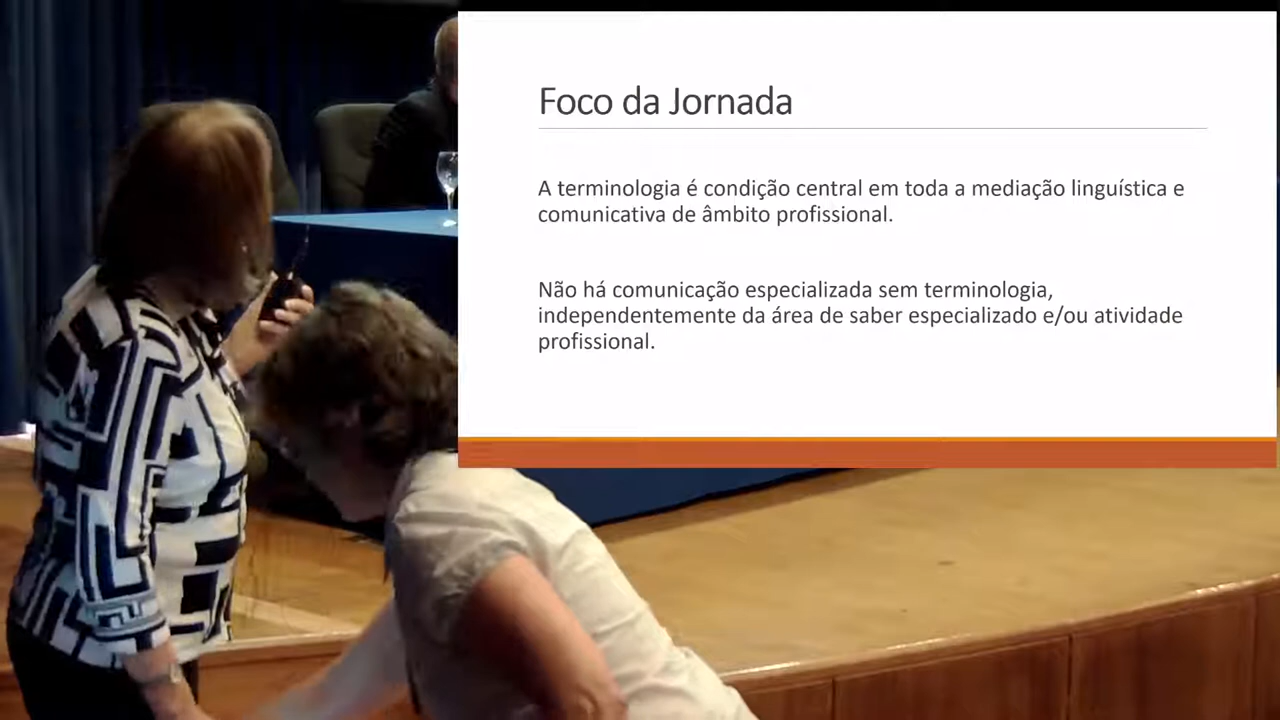 Foco da Jornada
A terminologia é condição central em toda a mediação linguística e
comunicativa de âmbito profissional.
Não há comunicação especializada sem terminologia,
independentemente da área de saber especializado e/ou atividade
profissional.